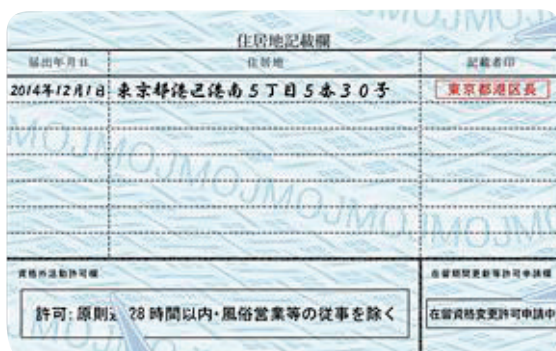 住居地記載欄
届出年月日 住居地 記載者印
2014年12月1日 東京都港区港南5丁目5番30号 東京都港区長
資格外活動許可欄 在留期間更新等許可申請欄
許可:原則週28時間以内・風俗営業等の従事を除く 在留資格変更許可申請中
MOJMOJMOJ
MOJMOJMOJMOJMOJ